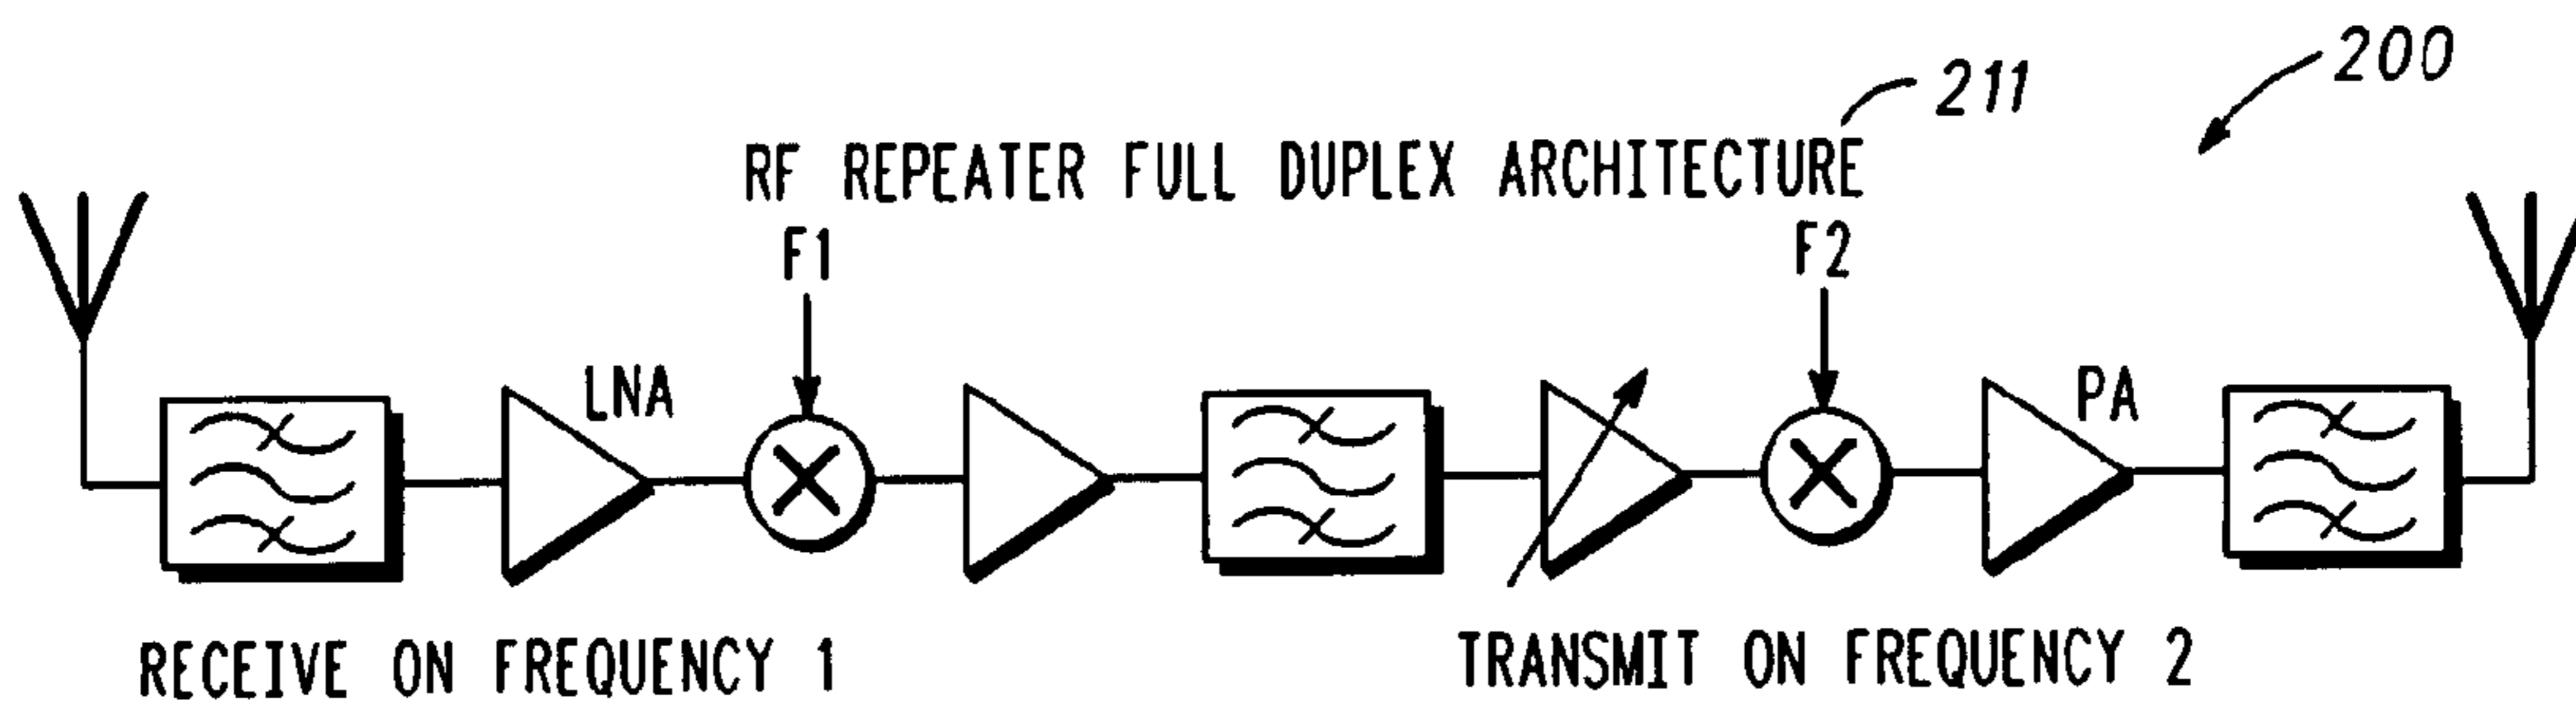 200
211
RF REPEATER FULL DUPLEX ARCHITECTURE
F1
F2
LNA
PA
RECEIVE ON FREQUENCY 1
TRANSMIT ON FREQUENCY 2